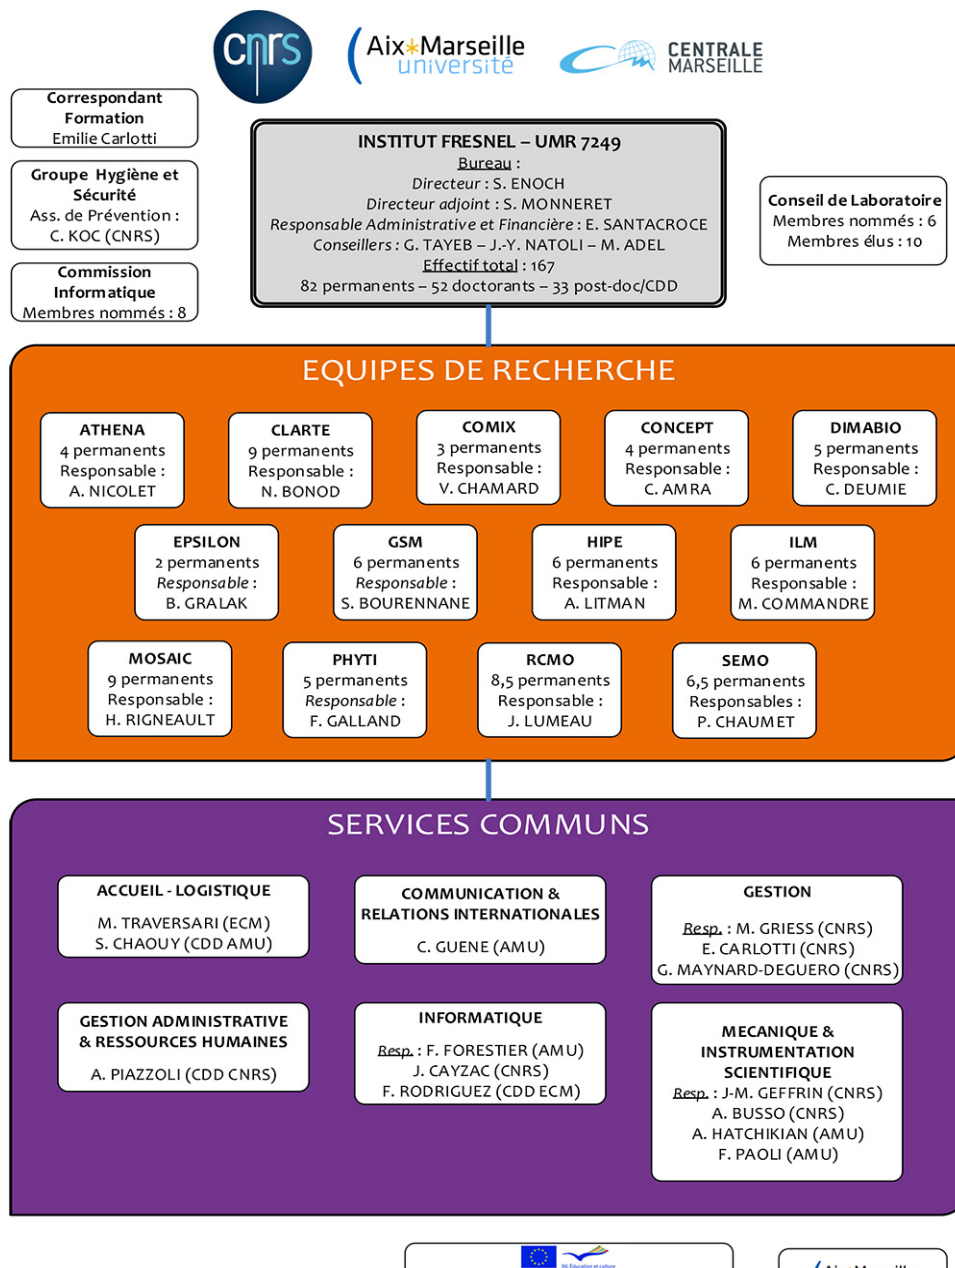 cnrs
Aix*Marseille
université
CENTRALE
MARSEILLE
Correspondant
Formation
Emilie Carlotti
Groupe Hygiène et
Sécurité
Ass. de Prévention :
C. KOC (CNRS)
Commission
Informatique
Membres nommés : 8
INSTITUT FRESNEL – UMR 7249
Bureau :
Directeur : S. ENOCH
Directeur adjoint : S. MONNERET
Responsable Administrative et Financière : E. SANTACROCE
Conseillers : G. TAYEB – J.-Y. NATOLI – M. ADEL
Effectif total : 167
82 permanents – 52 doctorants – 33 post-doc/CDD
Conseil de Laboratoire
Membres nommés : 6
Membres élus : 10
EQUIPES DE RECHERCHE
ATHENA
4 permanents
Responsable :
A. NICOLET
CLARTE
9 permanents
Responsable :
N. BONOD
COMIX
3 permanents
Responsable :
V. CHAMARD
CONCEPT
4 permanents
Responsable :
C. AMRA
DIMABIO
5 permanents
Responsable :
C. DEUMIE
EPSILON
2 permanents
Responsable :
B. GRALAK
GSM
6 permanents
Responsable :
S. BOURENNANE
HIPE
6 permanents
Responsable :
A. LITMAN
ILM
6 permanents
Responsable :
M. COMMANDRE
MOSAIC
9 permanents
Responsable :
H. RIGNEAULT
PHYTI
5 permanents
Responsable :
F. GALLAND
RCMO
8,5 permanents
Responsable :
J. LUMEAU
SEMO
6,5 permanents
Responsables :
P. CHAUMET
SERVICES COMMUNS
ACCUEIL - LOGISTIQUE
M. TRAVERSARI (ECM)
S. CHAOUY (CDD AMU)
COMMUNICATION &
RELATIONS INTERNATIONALES
C. GUENE (AMU)
GESTION
Resp. : M. GRIESS (CNRS)
E. CARLOTTI (CNRS)
G. MAYNARD-DEGUERO (CNRS)
GESTION ADMINISTRATIVE
& RESSOURCES HUMAINES
A. PIAZZOLI (CDD CNRS)
INFORMATIQUE
Resp. : F. FORESTIER (AMU)
J. CAYZAC (CNRS)
F. RODRIGUEZ (CDD ECM)
MECANIQUE &
INSTRUMENTATION
SCIENTIFIQUE
Resp. : J-M. GEFFRIN (CNRS)
A. BUSSO (CNRS)
A. HATCHIKIAN (AMU)
F. PAOLI (AMU)
DG Éducation et culture